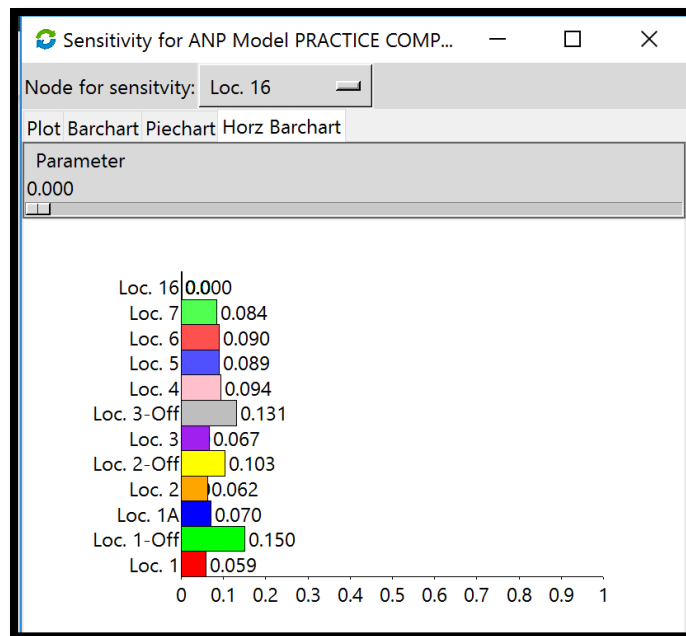 Sensitivity for ANP Model PRACTICE COMP...
Node for sensitvity: Loc. 16
Plot Barchart Piechart Horz Barchart
Parameter
0.000
Loc. 16 0.000
Loc. 7 0.084
Loc. 6 0.090
Loc. 5 0.089
Loc. 4 0.094
Loc. 3-Off 0.131
Loc. 3 0.067
Loc. 2-Off 0.103
Loc. 2 0.062
Loc. 1A 0.070
Loc. 1-Off 0.150
Loc. 1 0.059
0 0.1 0.2 0.3 0.4 0.5 0.6 0.7 0.8 0.9 1